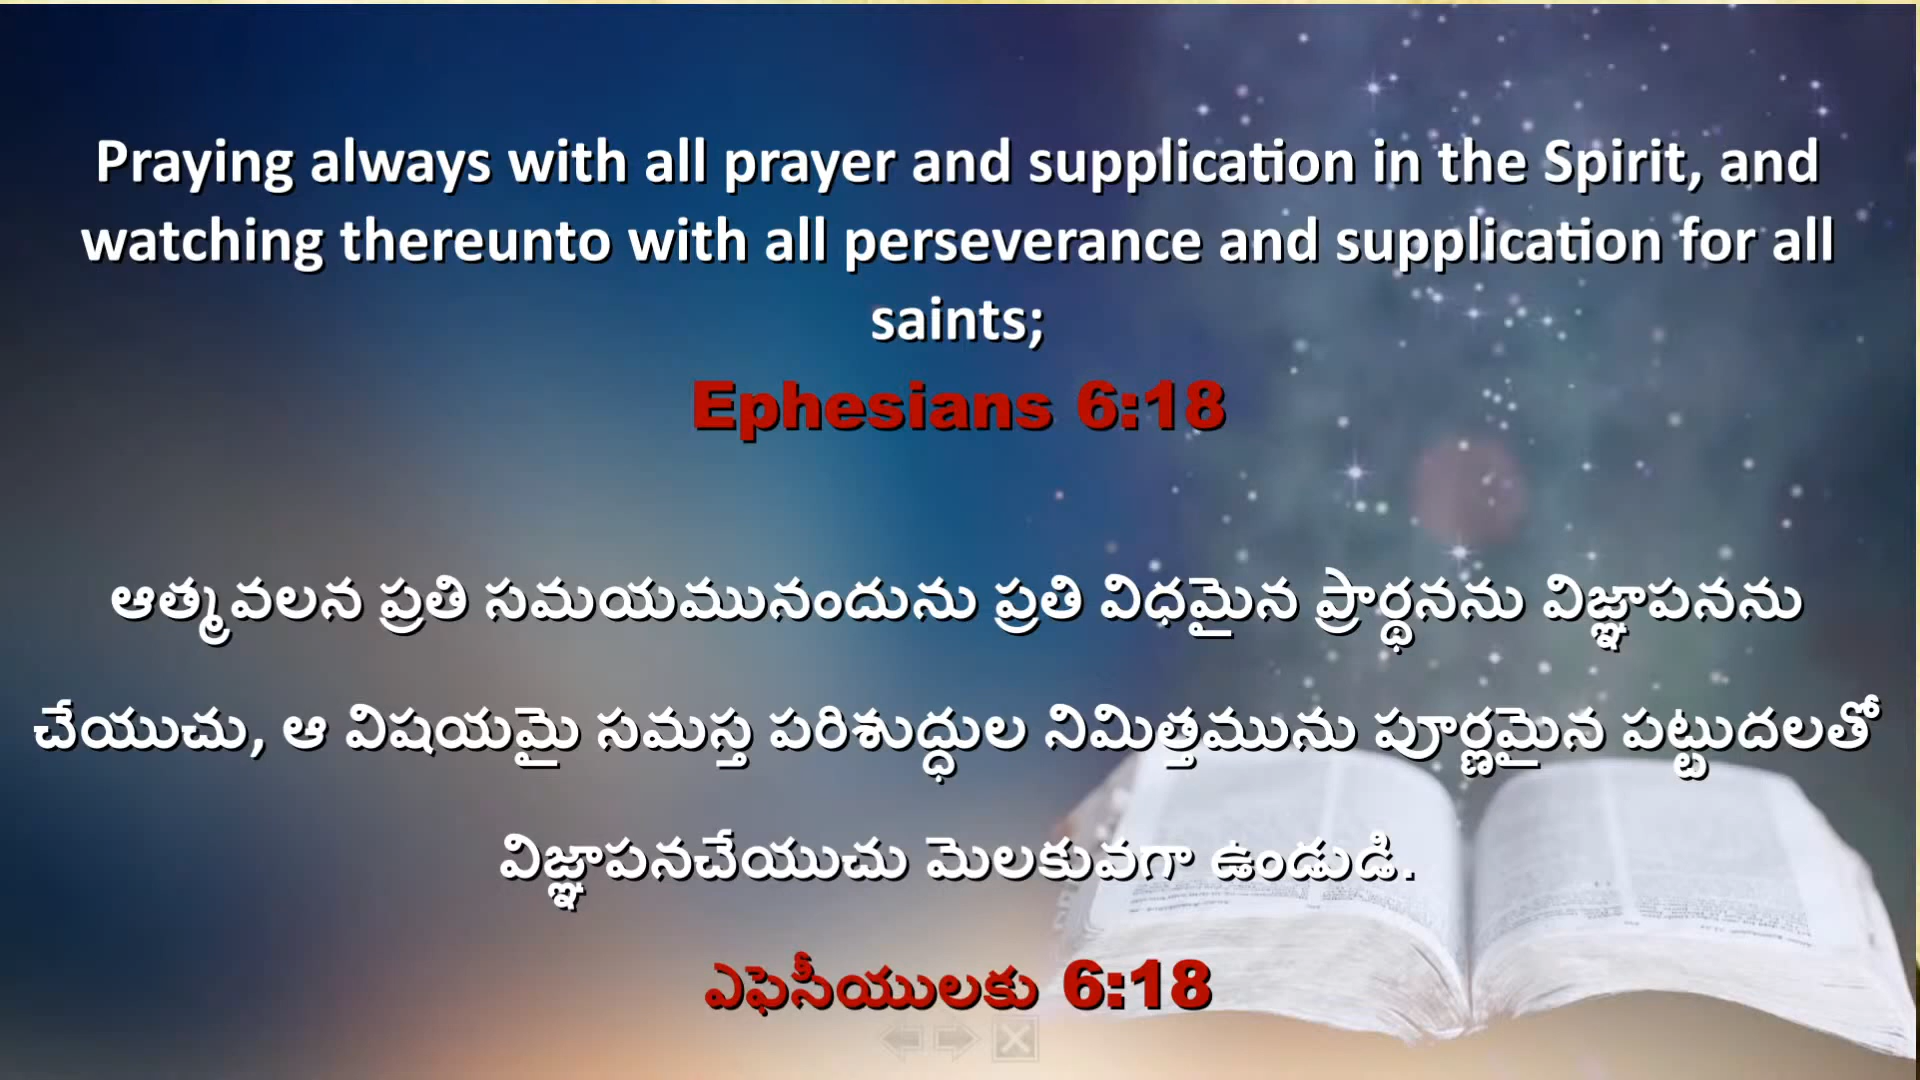 Praying always with all prayer and supplication in the Spirit, and
watching thereunto with all perseverance and supplication for all
saints;
Ephesians 6:18
ఆత్మవలన ప్రతి సమయమునందును ప్రతి విధమైన ప్రార్థనను విజ్ఞాపనను
చేయుచు, ఆ విషయమై సమస్త పరిశుద్ధుల నిమిత్తమును పూర్ణమైన పట్టుదలతో
విజ్ఞాపనచేయుచు మెలకువగా ఉండుడి.
ఎఫెసీయులకు 6:18